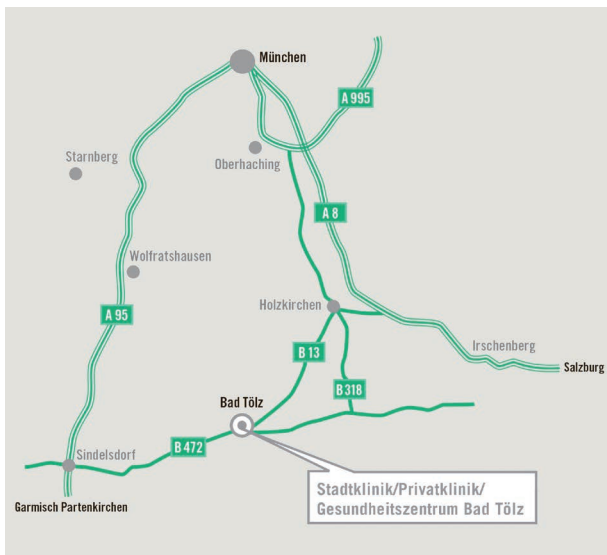 München
A 995
Starnberg
Oberhaching
A 8
Wolfratshausen
Holzkirchen
A 95
Irschenberg
B 13
Salzburg
B 318
Bad Tölz
B 472
Sindelsdorf
Stadtklinik/Privatklinik/
Gesundheitszentrum Bad Tölz
Garmisch Partenkirchen